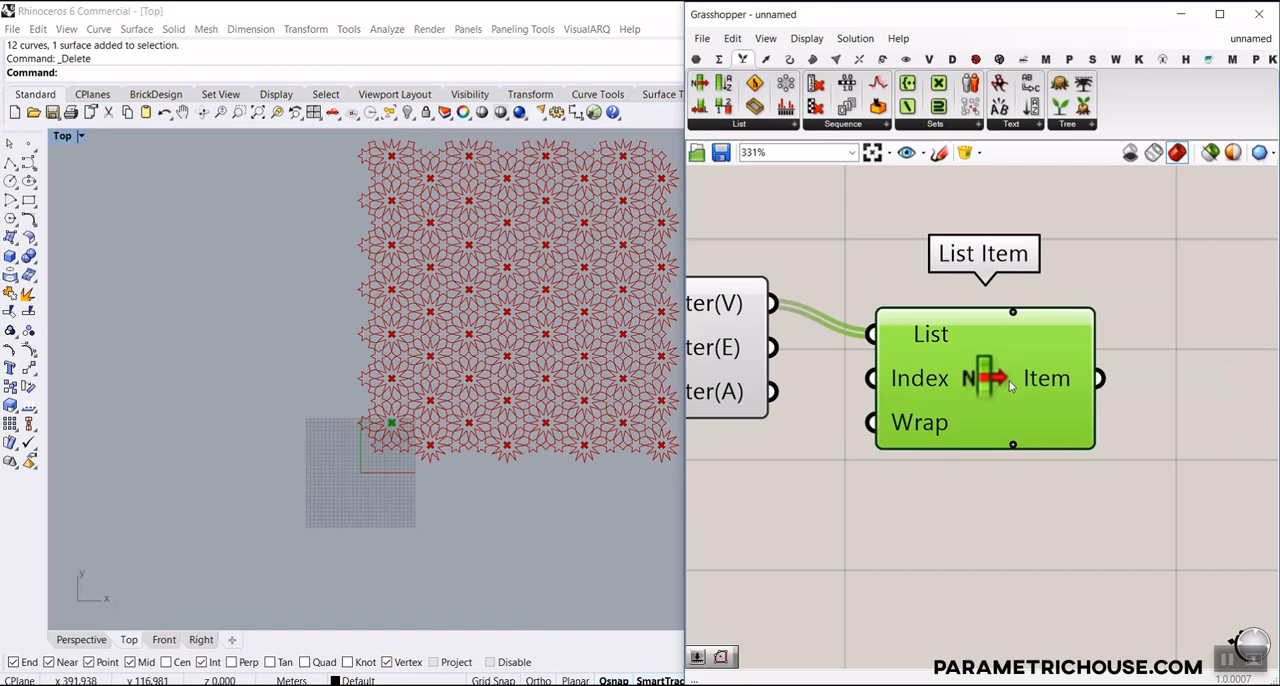 Rhinoceros 6 Commercial - [Top]
File Edit View Curve Surface Solid Mesh Dimension Transform Tools Analyze Render Panels Paneling Tools VisualARQ Help
12 curves, 1 surface added to selection.
Command: _Delete
Command:
Standard CPlanes BrickDesign Set View Display Select Viewport Layout Visibility Transform Curve Tools Surface T
Top
y
x
Perspective Top Front Right
End Near Point Mid Cen Int Perp Tan Quad Knot Vertex Project Disable
CPlane x 391.938 y 116.981 z 0.000 Meters Default Grid Snap Ortho Planar Osnap SmartTrac
Grasshopper - unnamed
File Edit View Display Solution Help unnamed
V D M P S W K H M P K
List Sequence Sets Text Tree
331%
List Item
ter(V)
ter(E)
ter(A)
List
Index N Item
Wrap
PARAMETRICHOUSE.COM
1.0.0007